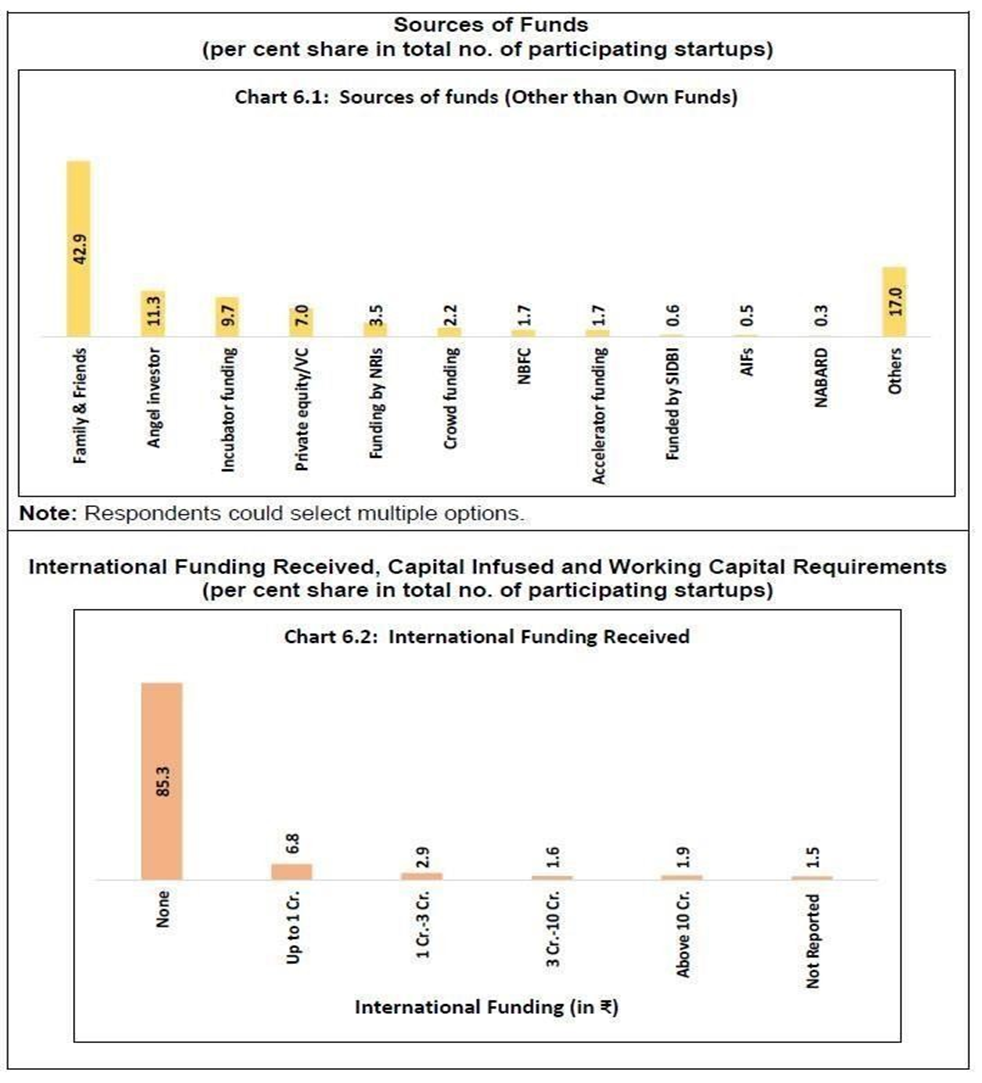 Sources of Funds
(per cent share in total no. of participating startups)
Chart 6.1: Sources of funds (Other than Own Funds)
42.9
11.3
9.7
7.0
3.5
2.2
1.7
1.7
0.6
0.5
0.3
17.0
Family & Friends
Angel investor
Incubator funding
Private equity/VC
Funding by NRIs
Crowd funding
NBFC
Accelerator funding
Funded by SIDBI
AIFs
NABARD
Others
Note: Respondents could select multiple options.
International Funding Received, Capital Infused and Working Capital Requirements
(per cent share in total no. of participating startups)
Chart 6.2: International Funding Received
85.3
6.8
2.9
1.6
1.9
1.5
None
Up to 1 Cr.
1 Cr.-3 Cr.
3 Cr.-10 Cr.
Above 10 Cr.
Not Reported
International Funding (in ₹)